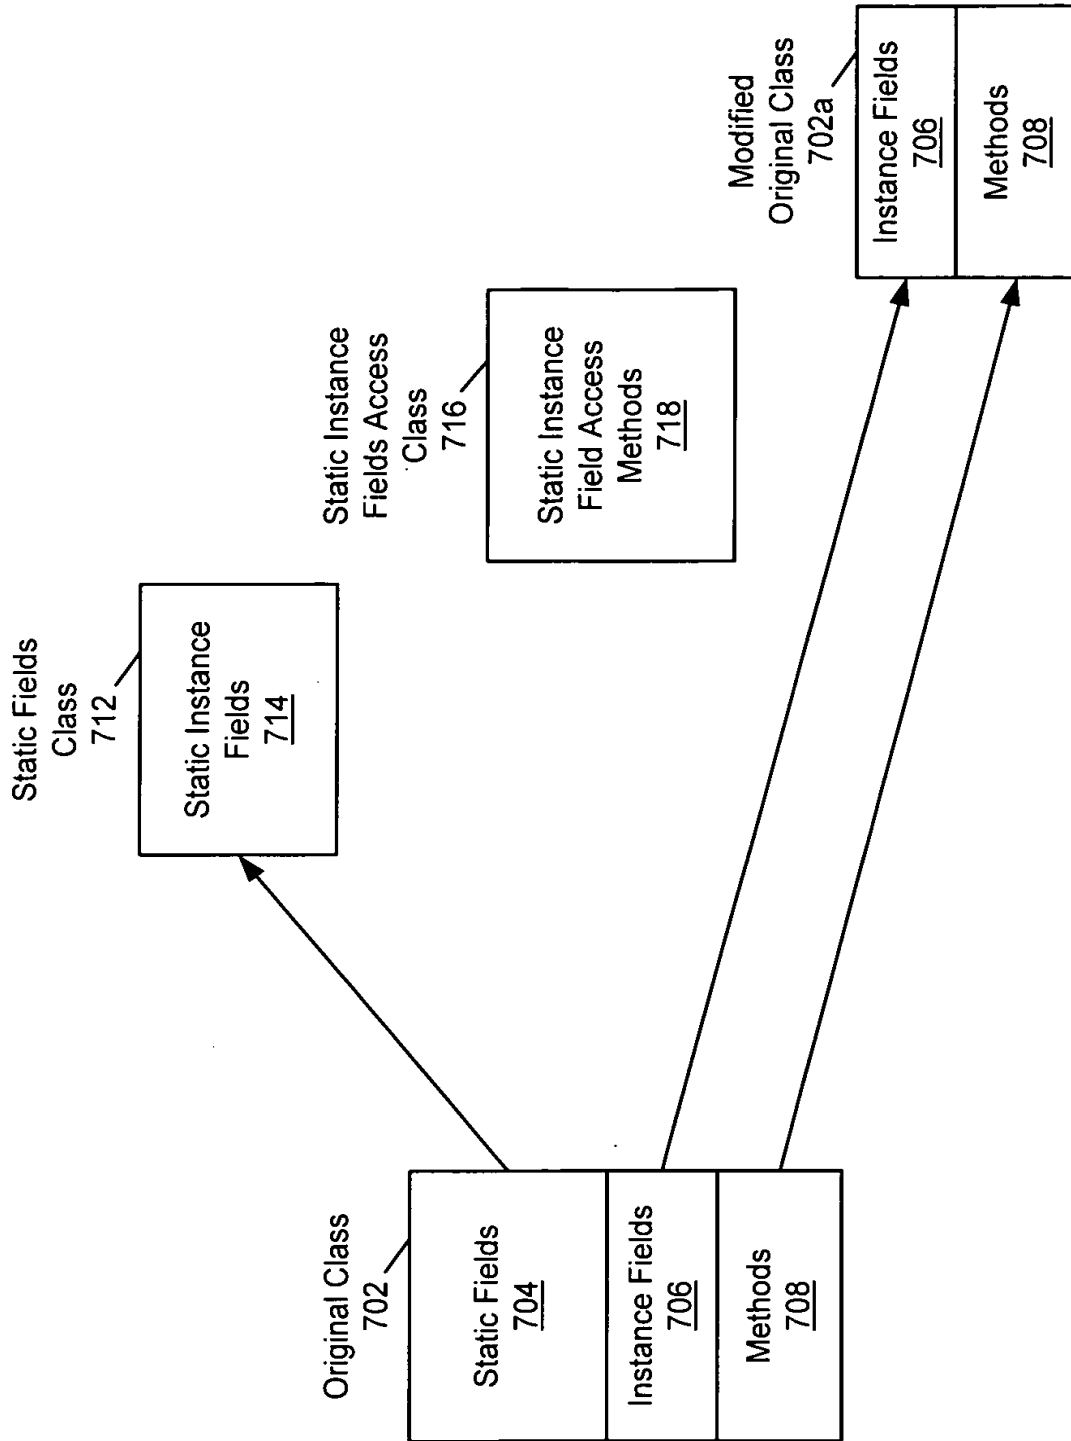 Original Class
702
Static Fields
704
Instance Fields
706
Methods
708
Static Fields
Class
712
Static Instance
Fields
714
Static Instance
Fields Access
Class
716
Static Instance
Field Access
Methods
718
Modified
Original Class
702a
Instance Fields
706
Methods
708